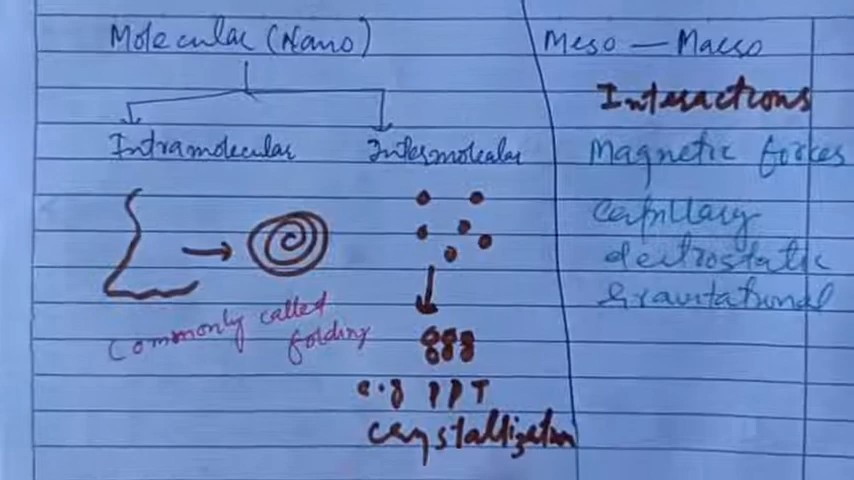 Molecular (Nano)
Intramolecular
Intermolecular
Commonly called
folding
e.g PPT
crystallization
Meso — Macro
Interactions
Magnetic forces
Capillary
electrostatic
Gravitational